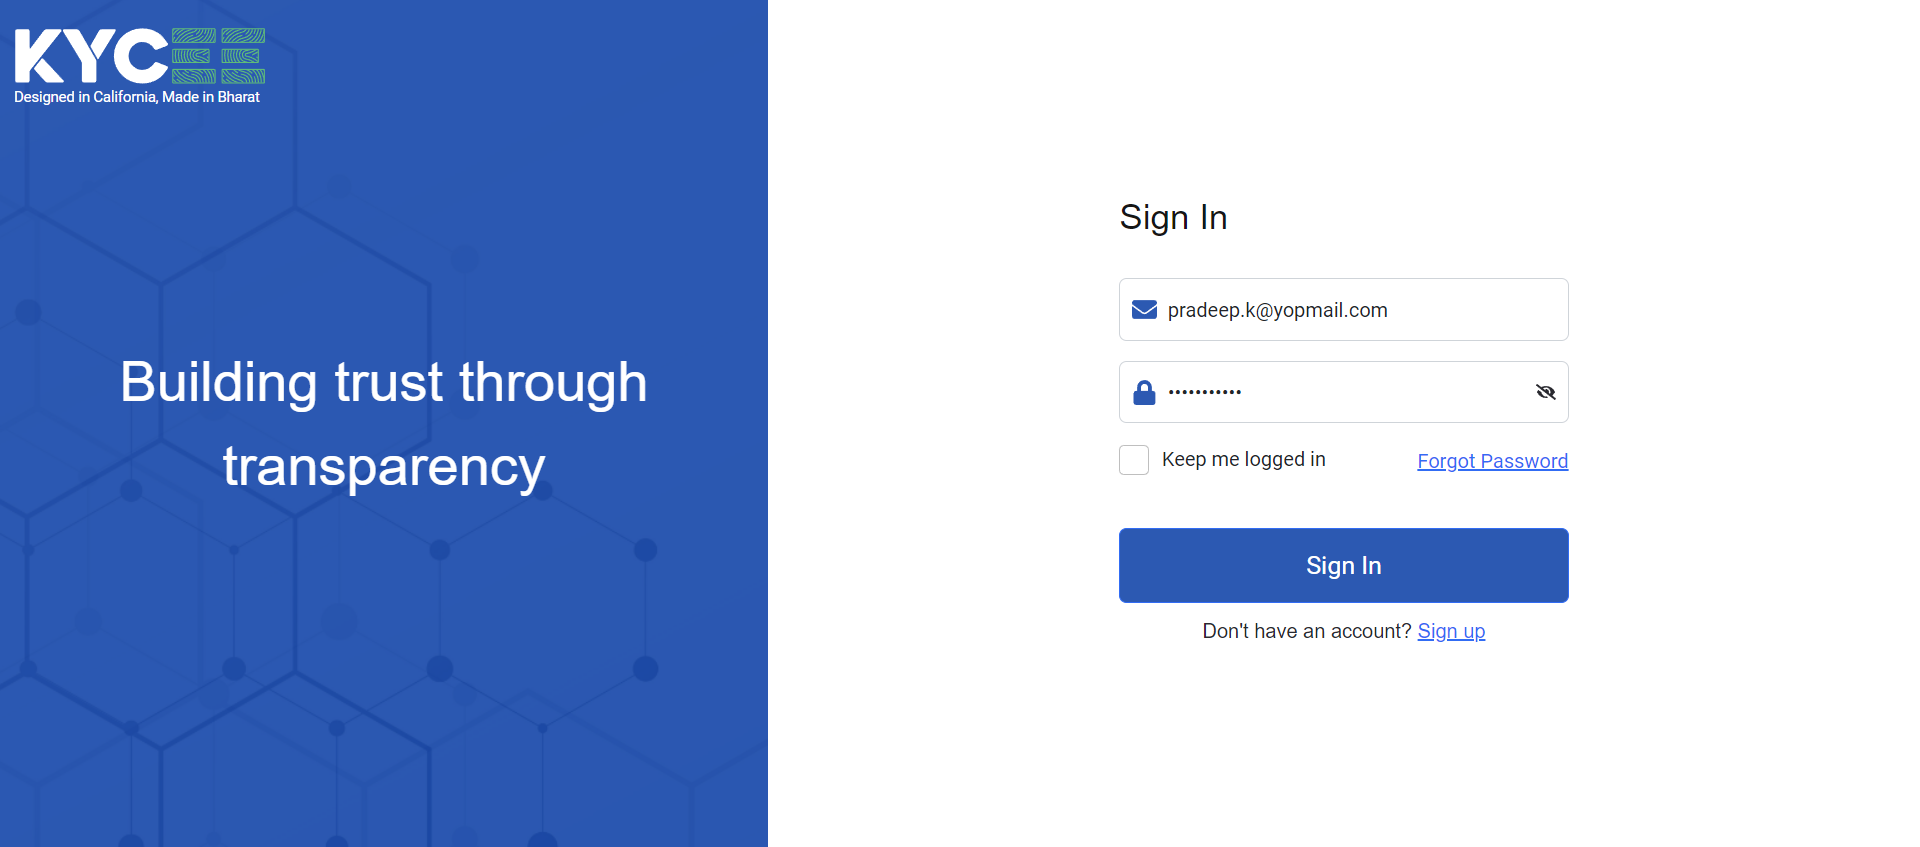 KYCEE
Designed in California, Made in Bharat
Building trust through
transparency
Sign In
pradeep.k@yopmail.com
•••••••••••
Keep me logged in
Forgot Password
Sign In
Don't have an account? Sign up